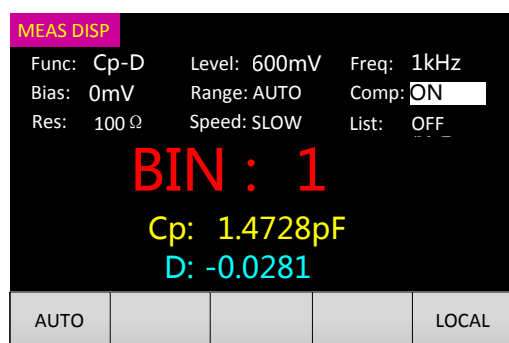 MEAS DISP
Func: Cp-D Level: 600mV Freq: 1kHz
Bias: 0mV Range: AUTO Comp: ON
Res: 100 Ω Speed: SLOW List: OFF
BIN : 1
Cp: 1.4728pF
D: -0.0281
AUTO LOCAL